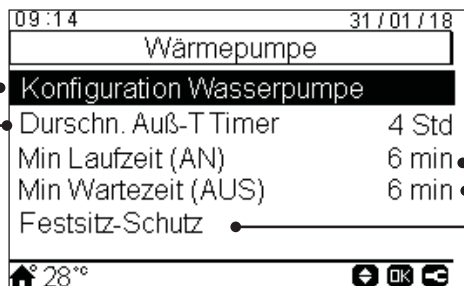 09:14 31/01/18
Wärmepumpe
Konfiguration Wasserpumpe
Durschn. Auß-T Timer 4 Std
Min Laufzeit (AN) 6 min
Min Wartezeit (AUS) 6 min
Festsitz-Schutz
28°° OK